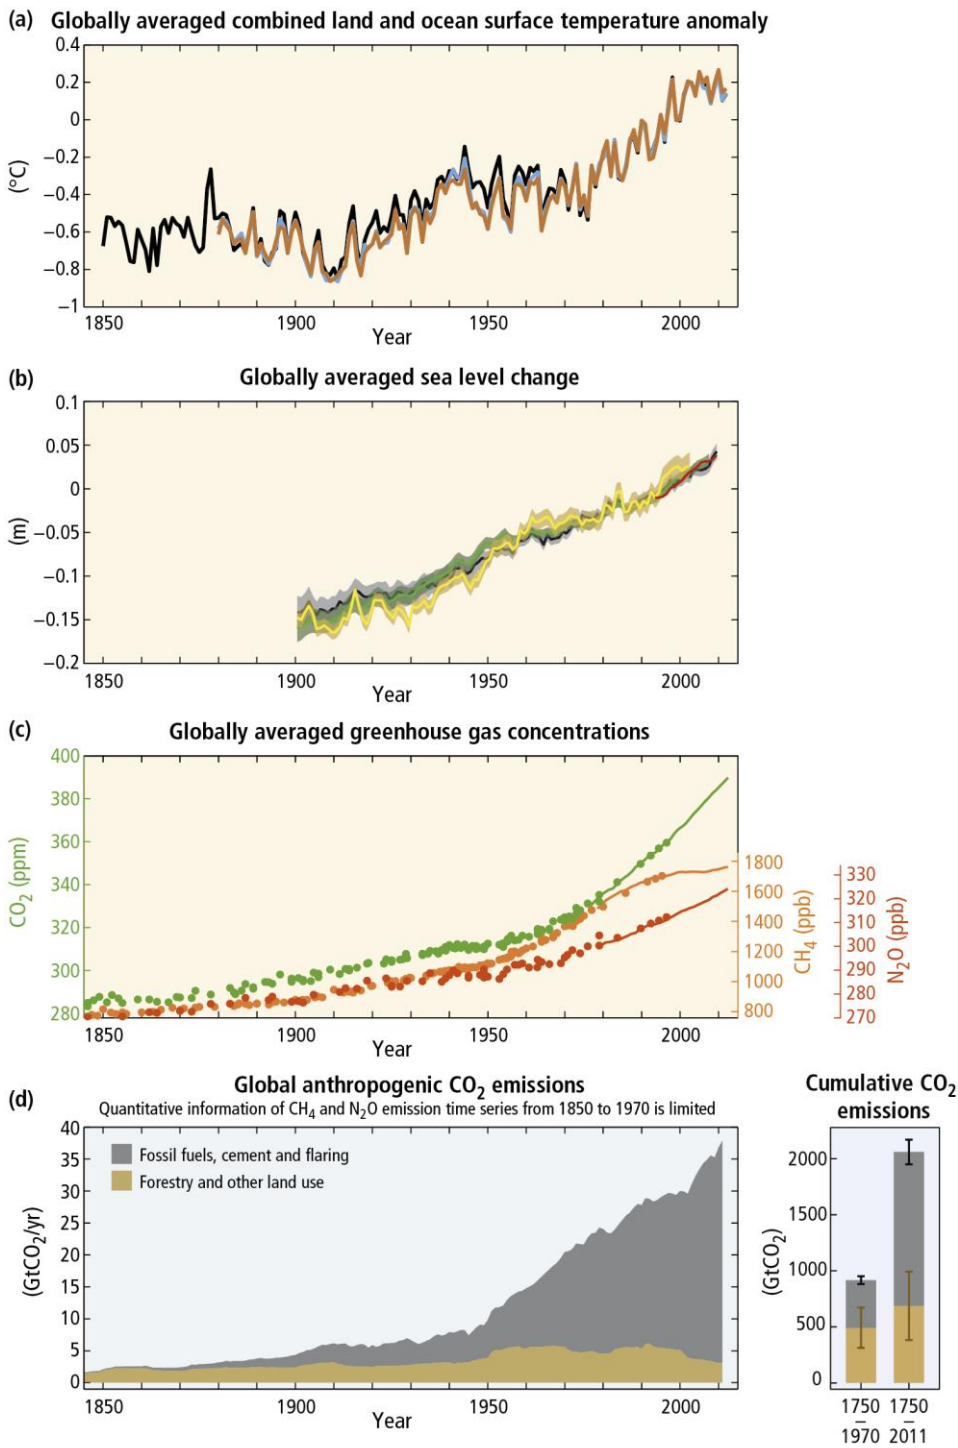 (a) Globally averaged combined land and ocean surface temperature anomaly
0.4
0.2
0
−0.2
−0.4
−0.6
−0.8
−1
(°C)
1850 1900 1950 2000
Year
(b) Globally averaged sea level change
0.1
0.05
0
−0.05
−0.1
−0.15
−0.2
(m)
1850 1900 1950 2000
Year
(c) Globally averaged greenhouse gas concentrations
400
380
360
340
320
300
280
CO2 (ppm)
1800
1600
1400
1200
1000
800
CH4 (ppb)
330
320
310
300
290
280
270
N2O (ppb)
1850 1900 1950 2000
Year
(d) Global anthropogenic CO2 emissions
Quantitative information of CH4 and N2O emission time series from 1850 to 1970 is limited
40
35
30
25
20
15
10
5
0
(GtCO2/yr)
Fossil fuels, cement and flaring
Forestry and other land use
1850 1900 1950 2000
Year
Cumulative CO2
emissions
2000
1500
1000
500
0
(GtCO2)
1750 1750
– –
1970 2011